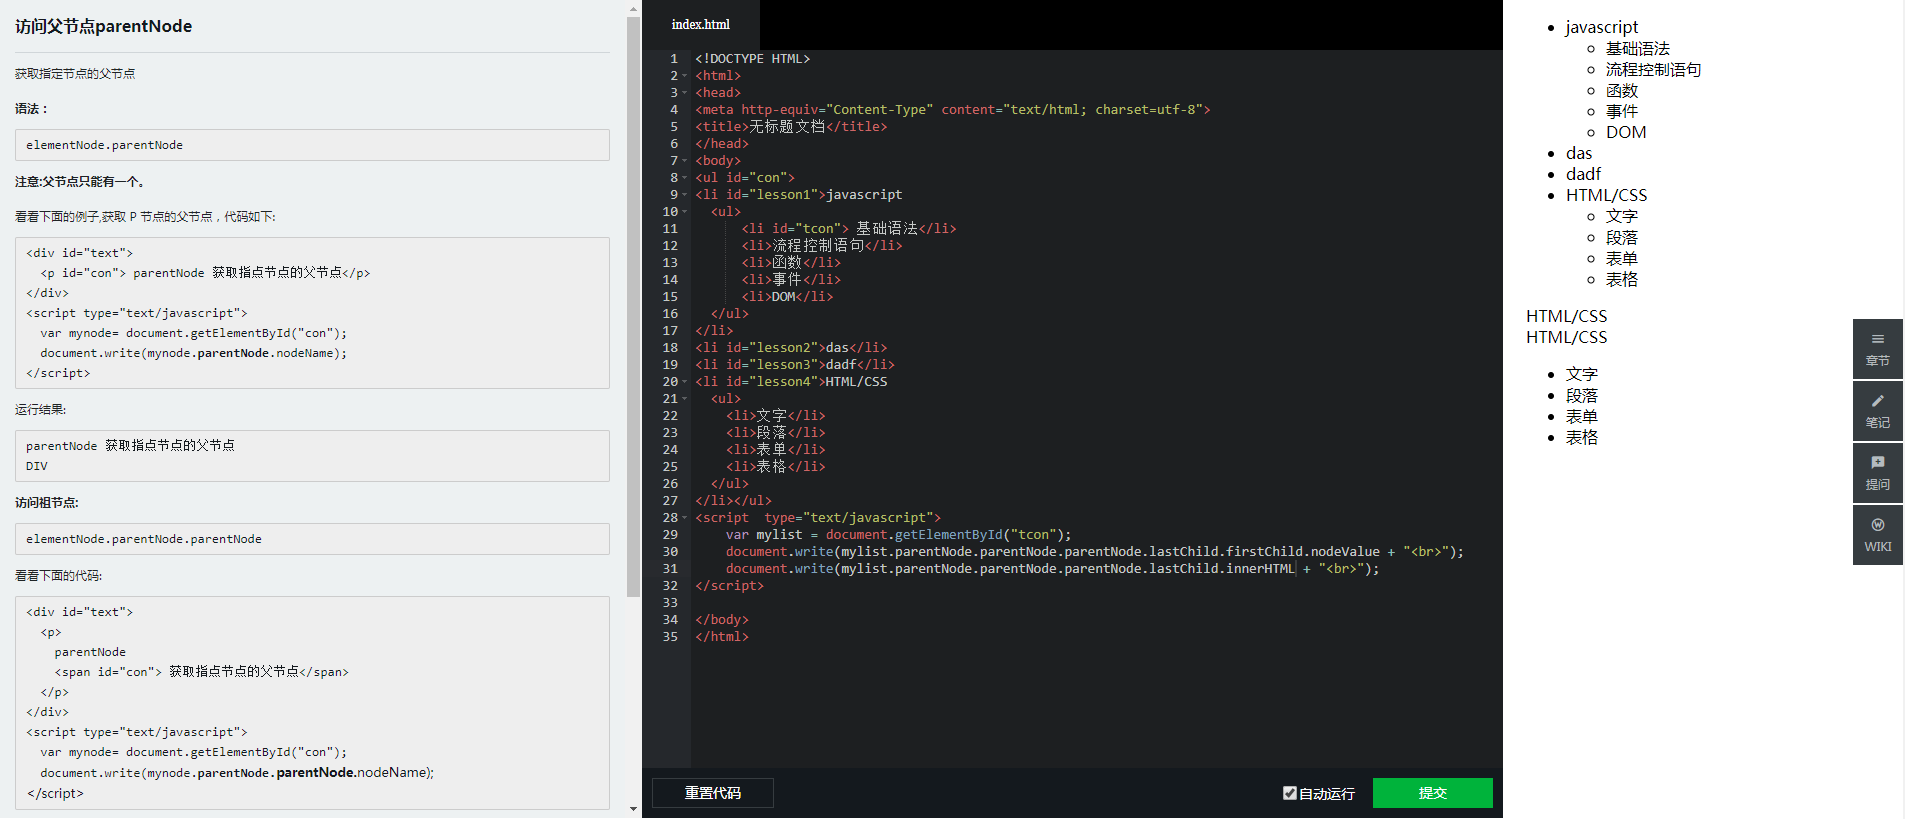 访问父节点parentNode
获取指定节点的父节点
语法：
elementNode.parentNode
注意:父节点只能有一个。
看看下面的例子,获取 P 节点的父节点，代码如下:
<div id="text">
  <p id="con"> parentNode 获取指点节点的父节点</p>
</div>
<script type="text/javascript">
  var mynode= document.getElementById("con");
  document.write(mynode.parentNode.nodeName);
</script>
运行结果:
parentNode 获取指点节点的父节点
DIV
访问祖节点:
elementNode.parentNode.parentNode
看看下面的代码:
<div id="text">
  <p>
    parentNode
    <span id="con"> 获取指点节点的父节点</span>
  </p>
</div>
<script type="text/javascript">
  var mynode= document.getElementById("con");
  document.write(mynode.parentNode.parentNode.nodeName);
</script>
index.html
1 <!DOCTYPE HTML>
2 <html>
3 <head>
4 <meta http-equiv="Content-Type" content="text/html; charset=utf-8">
5 <title>无标题文档</title>
6 </head>
7 <body>
8 <ul id="con">
9 <li id="lesson1">javascript
10   <ul>
11       <li id="tcon"> 基础语法</li>
12       <li>流程控制语句</li>
13       <li>函数</li>
14       <li>事件</li>
15       <li>DOM</li>
16   </ul>
17 </li>
18 <li id="lesson2">das</li>
19 <li id="lesson3">dadf</li>
20 <li id="lesson4">HTML/CSS
21   <ul>
22     <li>文字</li>
23     <li>段落</li>
24     <li>表单</li>
25     <li>表格</li>
26   </ul>
27 </li></ul>
28 <script  type="text/javascript">
29     var mylist = document.getElementById("tcon");
30     document.write(mylist.parentNode.parentNode.parentNode.lastChild.firstChild.nodeValue + "<br>");
31     document.write(mylist.parentNode.parentNode.parentNode.lastChild.innerHTML + "<br>");
32 </script>
33
34 </body>
35 </html>
重置代码
自动运行
提交
javascript
基础语法
流程控制语句
函数
事件
DOM
das
dadf
HTML/CSS
文字
段落
表单
表格
HTML/CSS
HTML/CSS
文字
段落
表单
表格
章节
笔记
提问
WIKI